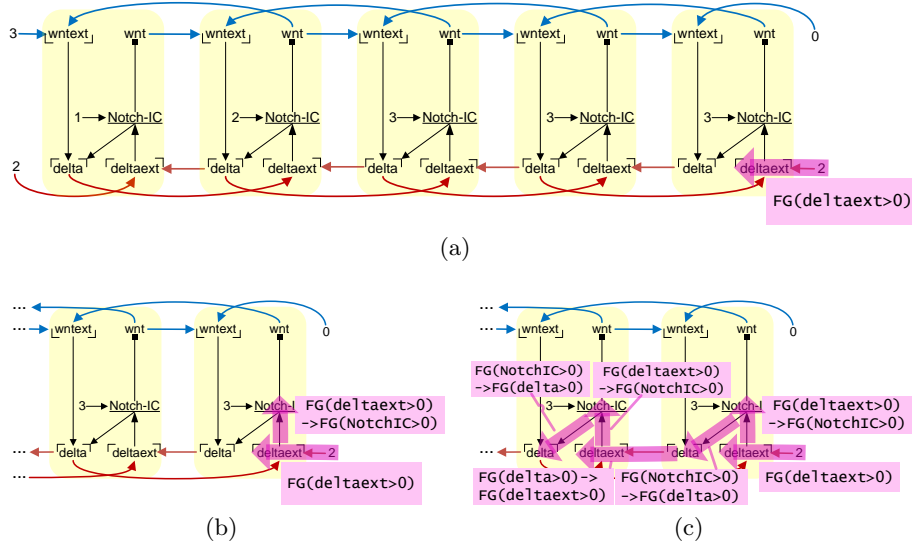 3 wntext wnt wntext wnt wntext wnt wntext wnt wntext wnt 0
1 Notch-IC 2 Notch-IC 3 Notch-IC 3 Notch-IC 3 Notch-IC
2 delta deltaext delta deltaext delta deltaext delta deltaext delta deltaext 2
FG(deltaext>0)
(a)
...
... wntext wnt wntext wnt 0
3 Notch-IC 3 Notch-I
FG(deltaext>0)
->FG(NotchIC>0)
... delta deltaext delta deltaext 2
...
FG(deltaext>0)
(b)
...
... wntext wnt wntext wnt 0
FG(NotchIC>0)
->FG(delta>0)
FG(deltaext>0)
->FG(NotchIC>0)
3 Notch-IC 3 Notch-I
FG(deltaext>0)
->FG(NotchIC>0)
... delta deltaext delta deltaext 2
...
FG(delta>0)->
FG(deltaext>0)
FG(NotchIC>0)
->FG(delta>0)
FG(deltaext>0)
(c)